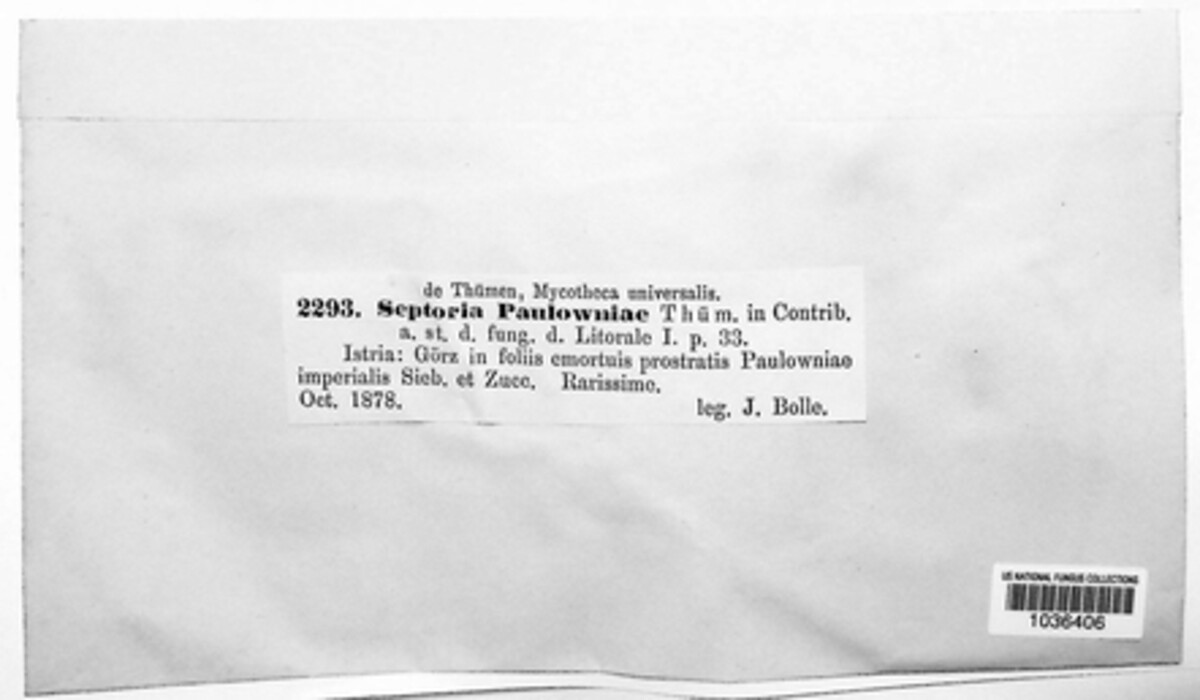 de Thümen, Mycotheca universalis.
2293. Septoria Paulowniae Thüm. in Contrib.
a. st. d. fung. d. Litorale I. p. 33.
Istria: Görz in foliis emortuis prostratis Paulowniae
imperialis Sieb. et Zucc. Rarissime.
Oct. 1878. leg. J. Bolle.
US NATIONAL FUNGUS COLLECTIONS
1036406